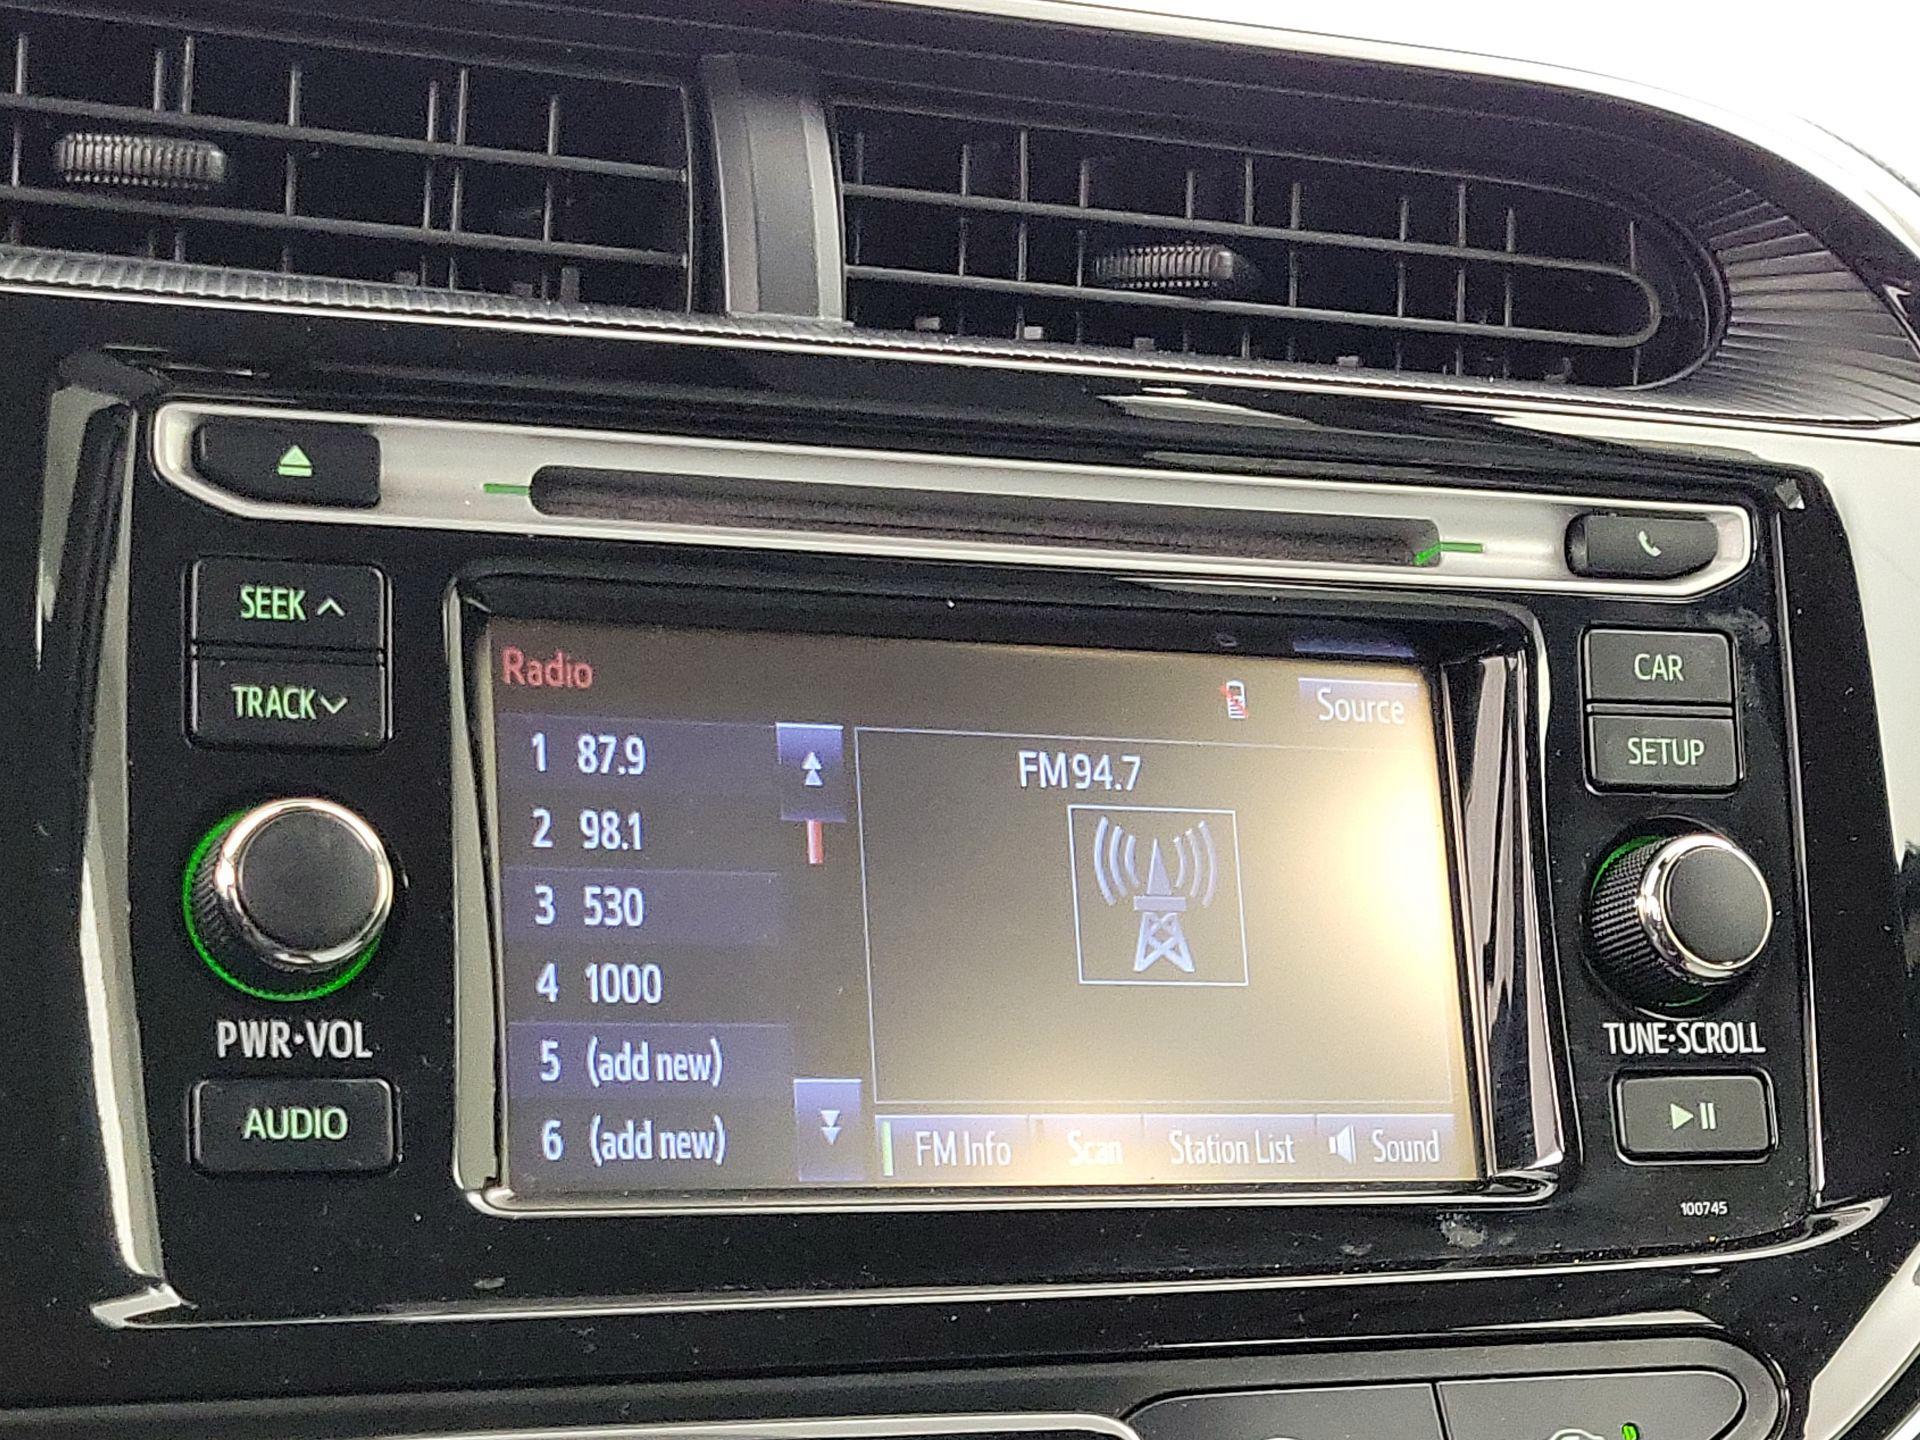 SEEK
TRACK
PWR•VOL
AUDIO
Radio
Source
1 87.9
2 98.1
3 530
4 1000
5 (add new)
6 (add new)
FM94.7
FM Info
Scan
Station List
Sound
CAR
SETUP
TUNE•SCROLL
100745